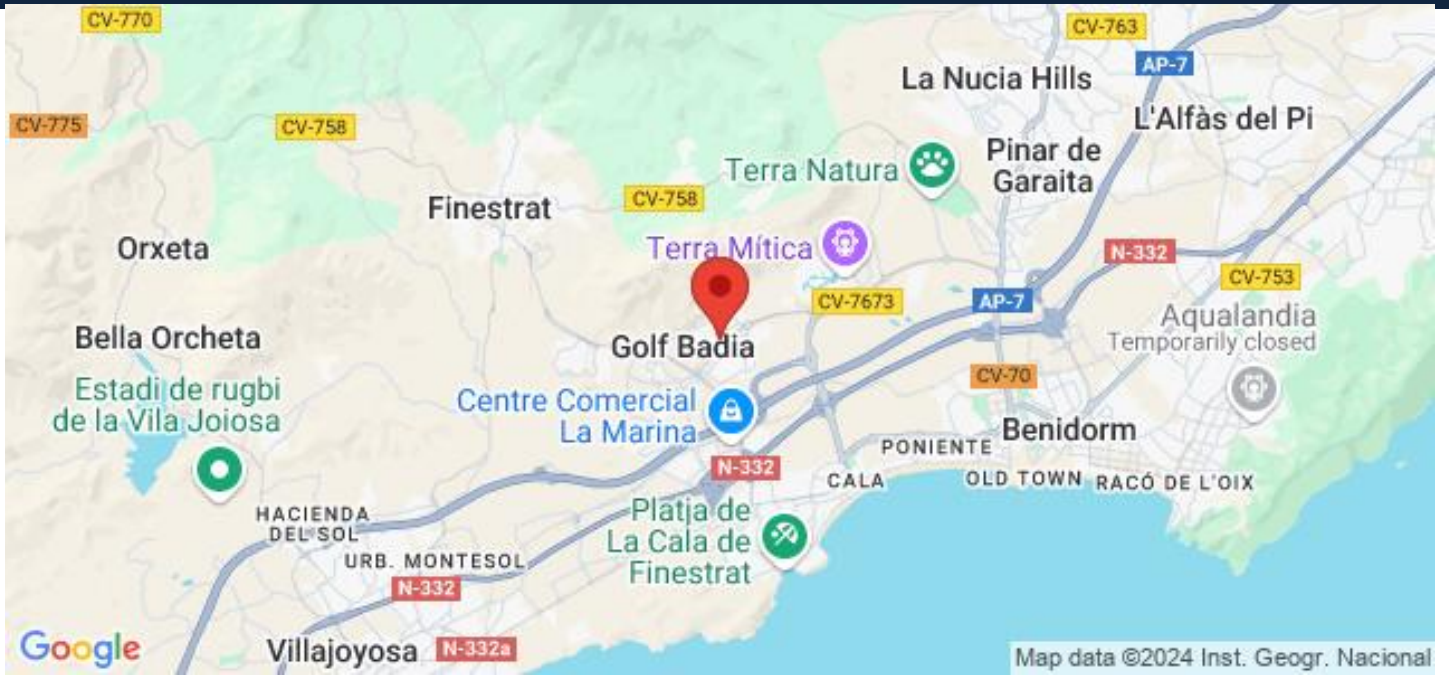 CV-770
CV-763
AP-7
La Nucia Hills
L'Alfàs del Pi
CV-775
CV-758
Pinar de
Garaita
Terra Natura
CV-758
Finestrat
Orxeta
Terra Mítica
N-332
CV-753
CV-7673
AP-7
Aqualandia
Temporarily closed
Bella Orcheta
Golf Badia
CV-70
Estadi de rugbi
de la Vila Joiosa
Centre Comercial
La Marina
Benidorm
PONIENTE
N-332
CALA
OLD TOWN
RACÓ DE L'OIX
HACIENDA
DEL SOL
Platja de
La Cala de
Finestrat
URB. MONTESOL
N-332
Google
Villajoyosa
N-332a
Map data ©2024 Inst. Geogr. Nacional